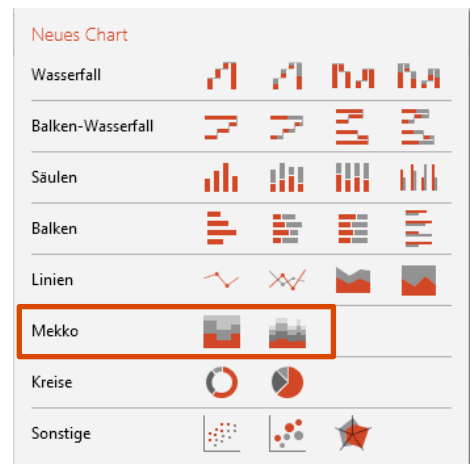 Neues Chart
Wasserfall
Balken-Wasserfall
Säulen
Balken
Linien
Mekko
Kreise
Sonstige